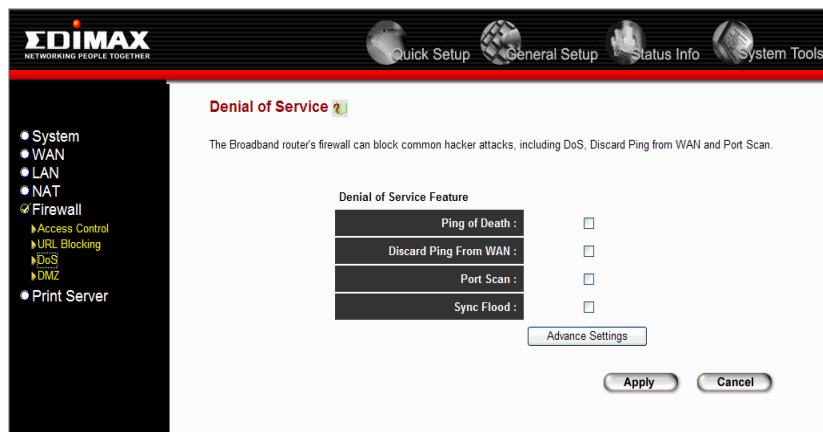 EDIMAX
NETWORKING PEOPLE TOGETHER
Quick Setup
General Setup
Status Info
System Tools
System
WAN
LAN
NAT
Firewall
Access Control
URL Blocking
DoS
DMZ
Print Server
Denial of Service
The Broadband router's firewall can block common hacker attacks, including DoS, Discard Ping from WAN and Port Scan.
Denial of Service Feature
Ping of Death :
Discard Ping From WAN :
Port Scan :
Sync Flood :
Advance Settings
Apply
Cancel